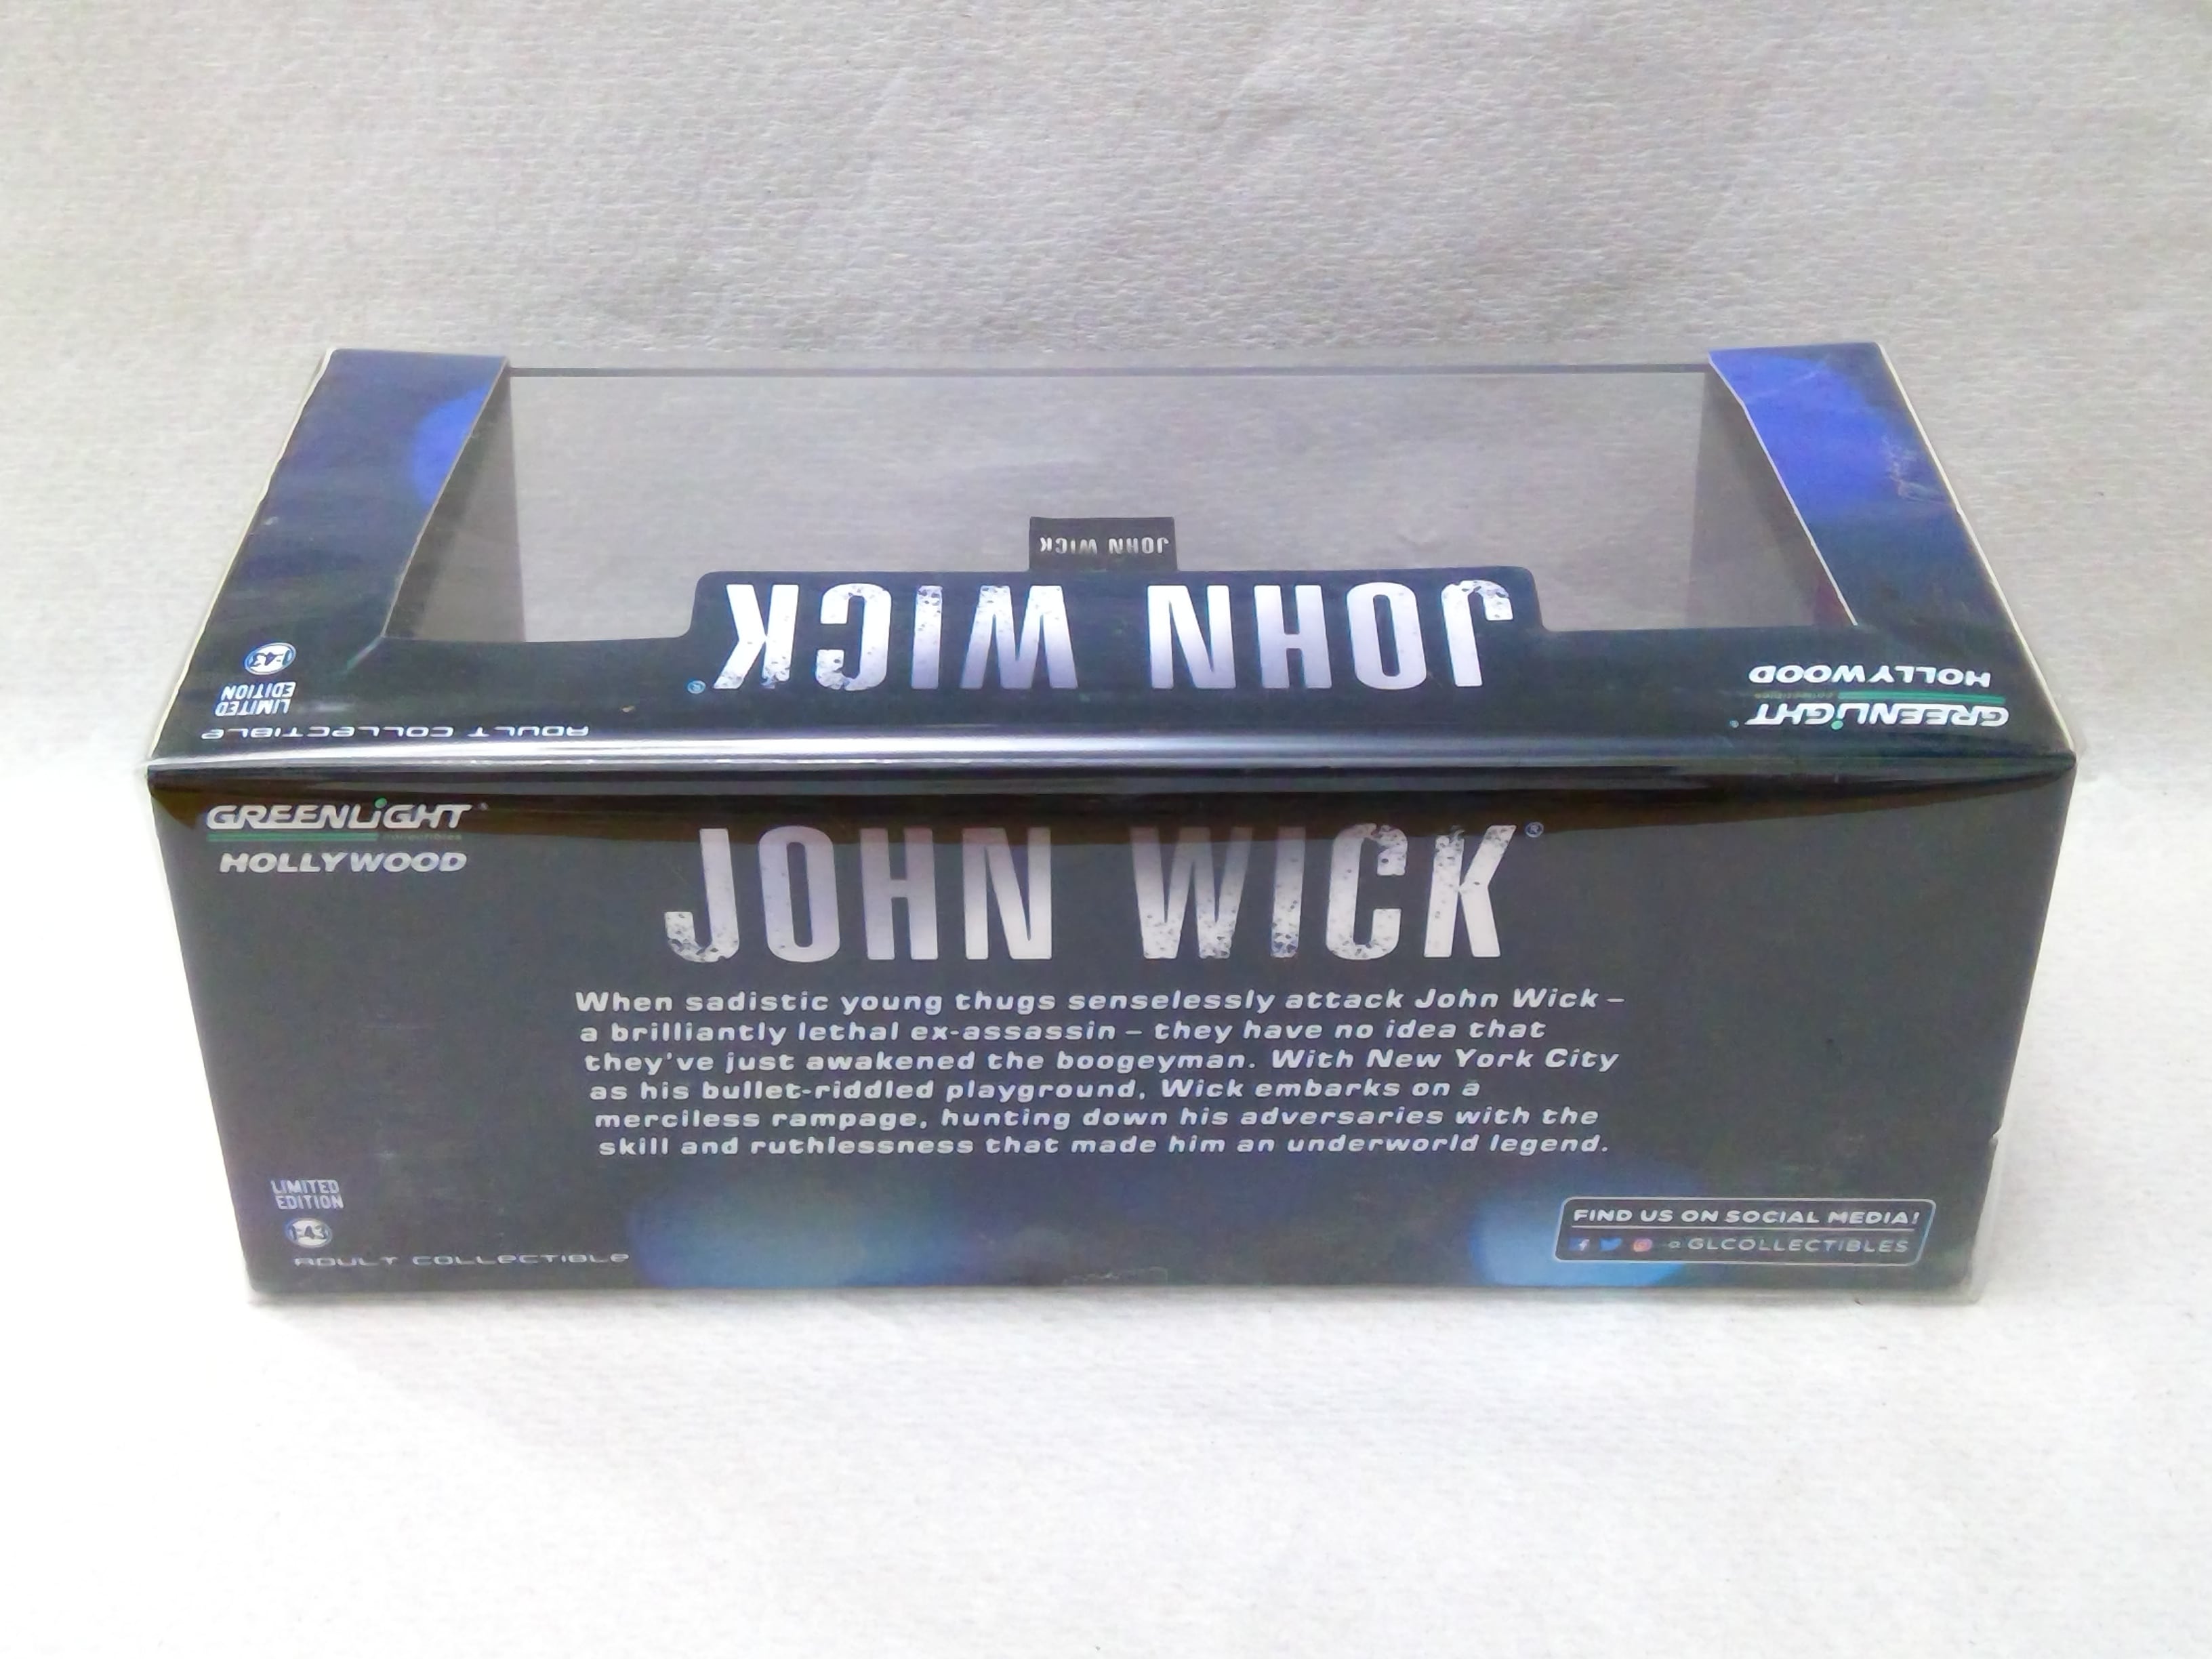 JOHN WICK
JOHN WICK®
HOLLYWOOD
GREENLiGHT
1:43
LIMITED
EDITION
ADULT COLLECTIBLE
GREENLiGHT
collectibles
HOLLYWOOD
JOHN WICK®
When sadistic young thugs senselessly attack John Wick –
a brilliantly lethal ex-assassin – they have no idea that
they've just awakened the boogeyman. With New York City
as his bullet-riddled playground, Wick embarks on a
merciless rampage, hunting down his adversaries with the
skill and ruthlessness that made him an underworld legend.
LIMITED
EDITION
1:43
ADULT COLLECTIBLE
FIND US ON SOCIAL MEDIA!
@GLCOLLECTIBLES